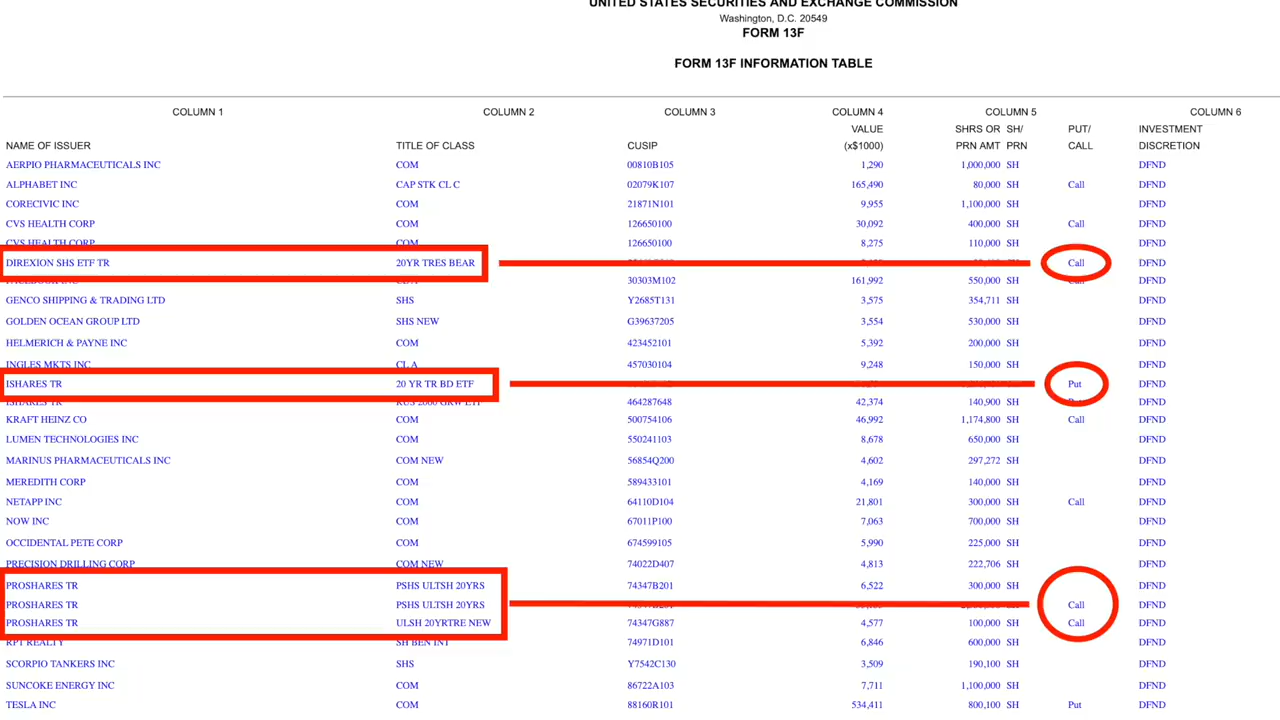 UNITED STATES SECURITIES AND EXCHANGE COMMISSION
Washington, D.C. 20549
FORM 13F
FORM 13F INFORMATION TABLE
COLUMN 1 COLUMN 2 COLUMN 3 COLUMN 4 COLUMN 5 COLUMN 6
VALUE SHRS OR SH/ PUT/ INVESTMENT
NAME OF ISSUER TITLE OF CLASS CUSIP (x$1000) PRN AMT PRN CALL DISCRETION
AERPIO PHARMACEUTICALS INC COM 00810B105 1,290 1,000,000 SH DFND
ALPHABET INC CAP STK CL C 02079K107 165,490 80,000 SH Call DFND
CORECIVIC INC COM 21871N101 9,955 1,100,000 SH DFND
CVS HEALTH CORP COM 126650100 30,092 400,000 SH Call DFND
CVS HEALTH CORP COM 126650100 8,275 110,000 SH DFND
DIREXION SHS ETF TR 20YR TRES BEAR Call DFND
FACEBOOK INC 30303M102 161,992 550,000 SH Call DFND
GENCO SHIPPING & TRADING LTD SHS Y2685T131 3,575 354,711 SH DFND
GOLDEN OCEAN GROUP LTD SHS NEW G39637205 3,554 530,000 SH DFND
HELMERICH & PAYNE INC COM 423452101 5,392 200,000 SH DFND
INGLES MKTS INC CL A 457030104 9,248 150,000 SH DFND
ISHARES TR 20 YR TR BD ETF Put DFND
ISHARES TR RUS 2000 GRW ETF 464287648 42,374 140,900 SH Put DFND
KRAFT HEINZ CO COM 500754106 46,992 1,174,800 SH Call DFND
LUMEN TECHNOLOGIES INC COM 550241103 8,678 650,000 SH DFND
MARINUS PHARMACEUTICALS INC COM NEW 56854Q200 4,602 297,272 SH DFND
MEREDITH CORP COM 589433101 4,169 140,000 SH DFND
NETAPP INC COM 64110D104 21,801 300,000 SH Call DFND
NOW INC COM 67011P100 7,063 700,000 SH DFND
OCCIDENTAL PETE CORP COM 674599105 5,990 225,000 SH DFND
PRECISION DRILLING CORP COM NEW 74022D407 4,813 222,706 SH DFND
PROSHARES TR PSHS ULTSH 20YRS 74347B201 6,522 300,000 SH DFND
PROSHARES TR PSHS ULTSH 20YRS Call DFND
PROSHARES TR ULSH 20YRTRE NEW 74347G887 4,577 100,000 SH Call DFND
RPT REALTY SH BEN INT 74971D101 6,846 600,000 SH DFND
SCORPIO TANKERS INC SHS Y7542C130 3,509 190,100 SH DFND
SUNCOKE ENERGY INC COM 86722A103 7,711 1,100,000 SH DFND
TESLA INC COM 88160R101 534,411 800,100 SH Put DFND